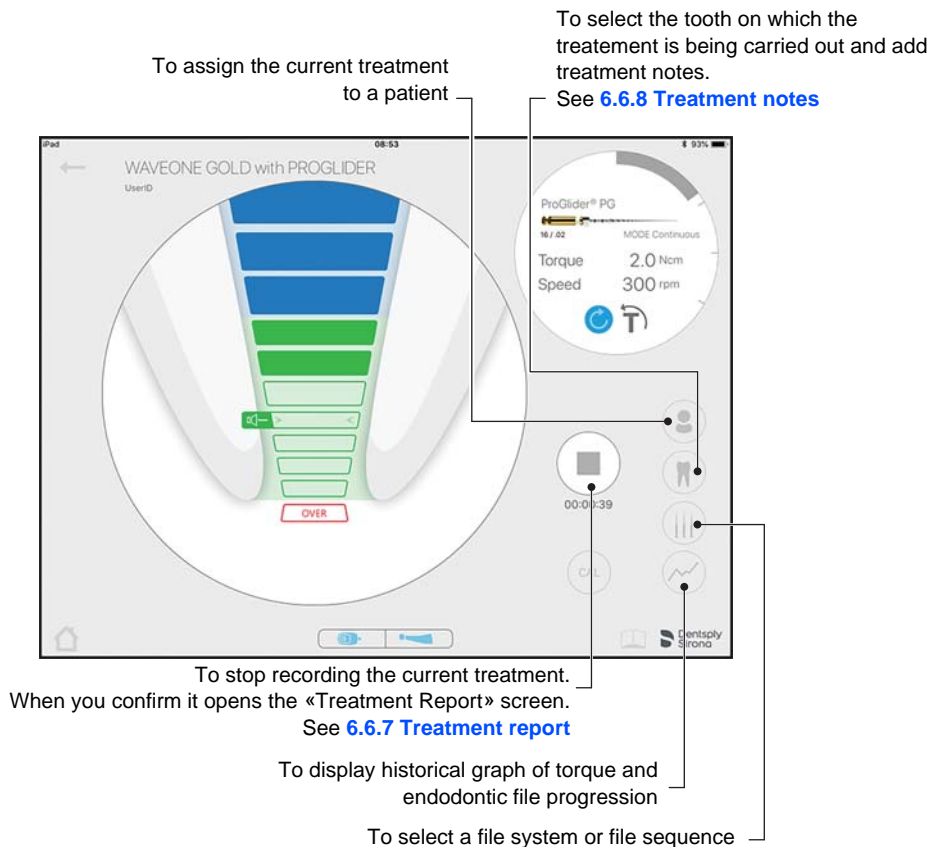 To select the tooth on which the
treatement is being carried out and add
treatment notes.
See 6.6.8 Treatment notes
To assign the current treatment
to a patient
iPad
08:53
93%
WAVEONE GOLD with PROGLIDER
UserID
ProGlider® PG
16 / .02
MODE Continuous
Torque 2.0 Ncm
Speed 300 rpm
T
OVER
00:00:39
CAL
Dentsply
Sirona
To stop recording the current treatment.
When you confirm it opens the «Treatment Report» screen.
See 6.6.7 Treatment report
To display historical graph of torque and
endodontic file progression
To select a file system or file sequence